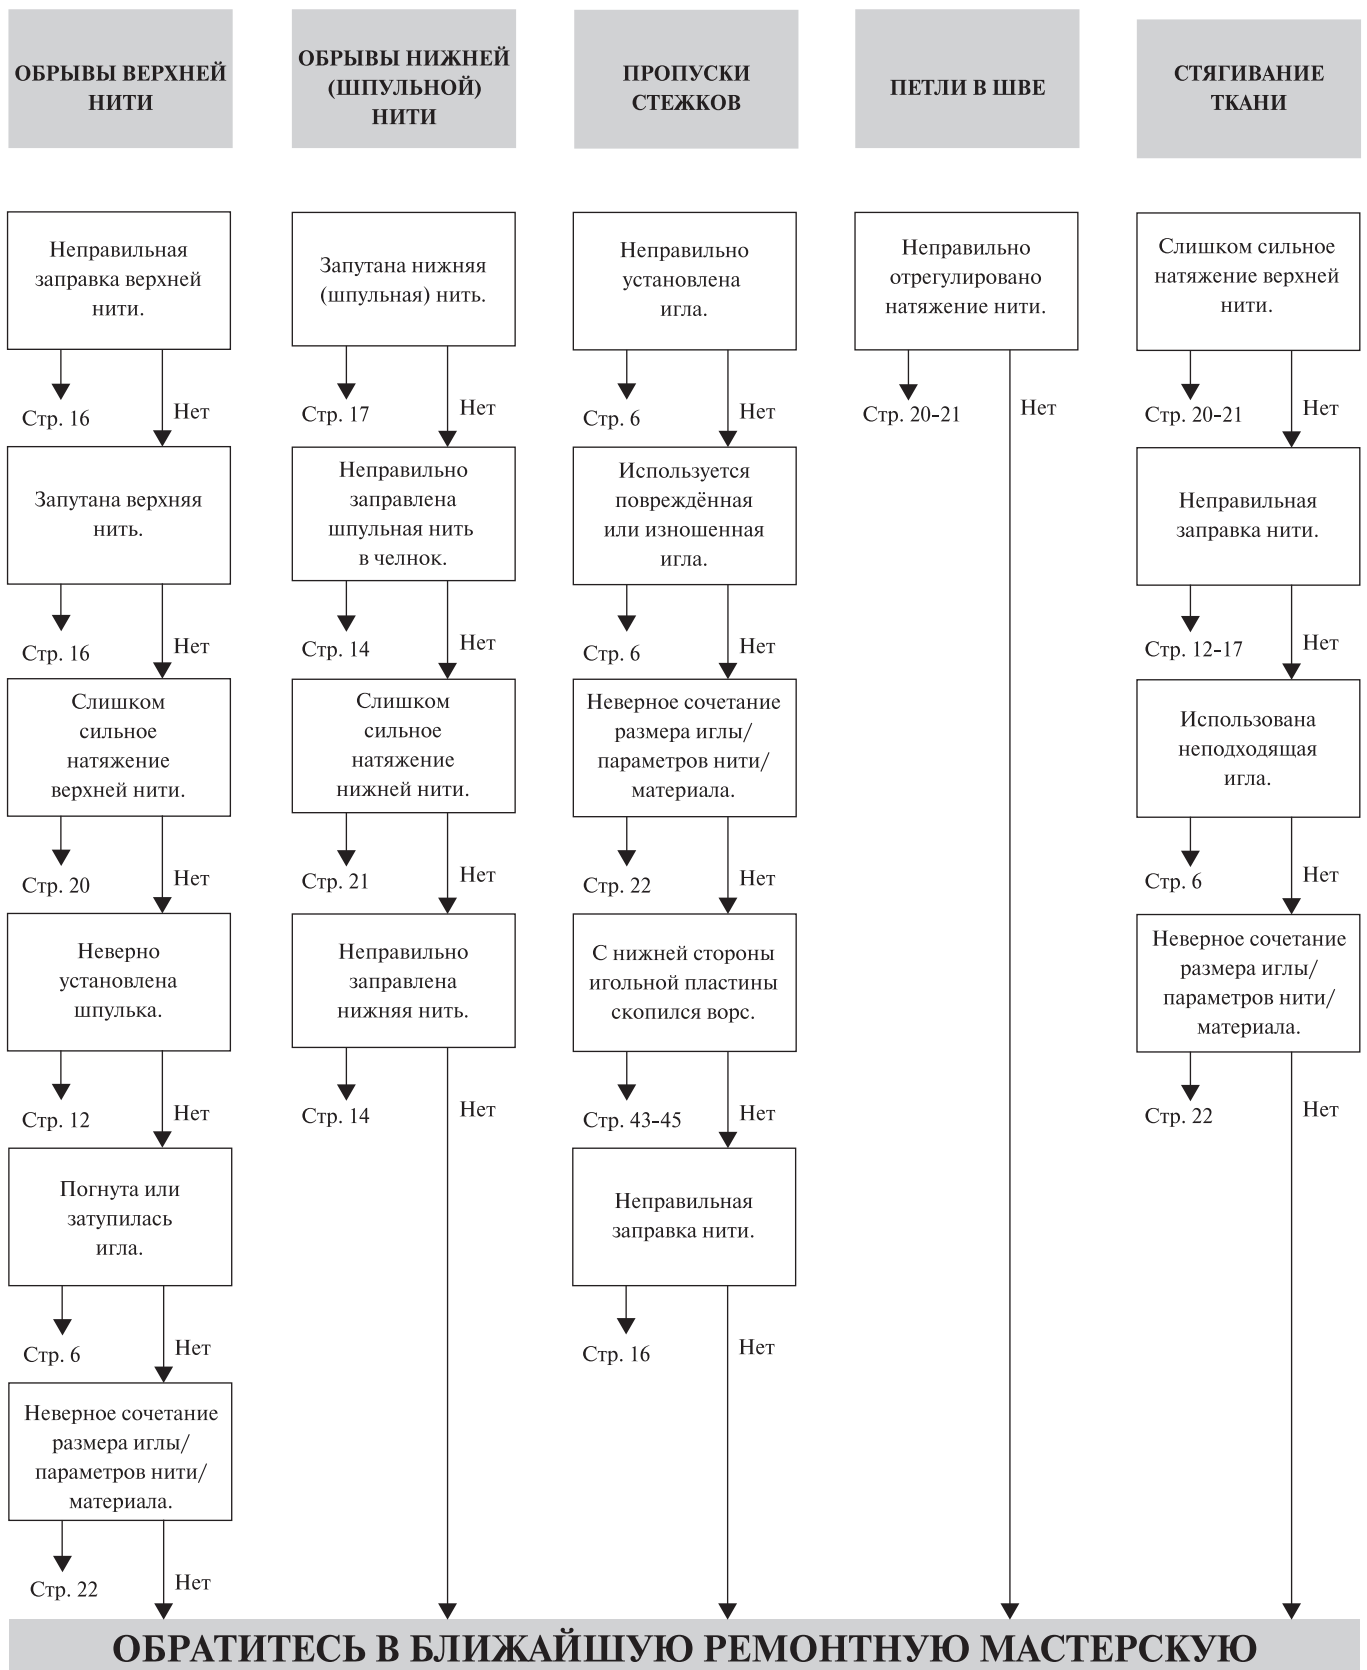 ОБРЫВЫ ВЕРХНЕЙ
НИТИ
ОБРЫВЫ НИЖНЕЙ
(ШПУЛЬНОЙ)
НИТИ
ПРОПУСКИ
СТЕЖКОВ
ПЕТЛИ В ШВЕ
СТЯГИВАНИЕ
ТКАНИ
Неправильная
заправка верхней
нити.
Стр. 16
Нет
Запутана верхняя
нить.
Стр. 16
Нет
Слишком
сильное
натяжение
верхней нити.
Стр. 20
Нет
Неверно
установлена
шпулька.
Стр. 12
Нет
Погнута или
затупилась
игла.
Стр. 6
Нет
Неверное сочетание
размера иглы/
параметров нити/
материала.
Стр. 22
Нет
Запутана нижняя
(шпульная) нить.
Стр. 17
Нет
Неправильно
заправлена
шпульная нить
в челнок.
Стр. 14
Нет
Слишком
сильное
натяжение
нижней нити.
Стр. 21
Нет
Неправильно
заправлена
нижняя нить.
Стр. 14
Нет
Неправильно
установлена
игла.
Стр. 6
Нет
Используется
повреждённая
или изношенная
игла.
Стр. 6
Нет
Неверное сочетание
размера иглы/
параметров нити/
материала.
Стр. 22
Нет
С нижней стороны
игольной пластины
скопился ворс.
Стр. 43-45
Нет
Неправильная
заправка нити.
Стр. 16
Нет
Неправильно
отрегулировано
натяжение нити.
Стр. 20-21
Нет
Слишком сильное
натяжение верхней
нити.
Стр. 20-21
Нет
Неправильная
заправка нити.
Стр. 12-17
Нет
Использована
неподходящая
игла.
Стр. 6
Нет
Неверное сочетание
размера иглы/
параметров нити/
материала.
Стр. 22
Нет
ОБРАТИТЕСЬ В БЛИЖАЙШУЮ РЕМОНТНУЮ МАСТЕРСКУЮ